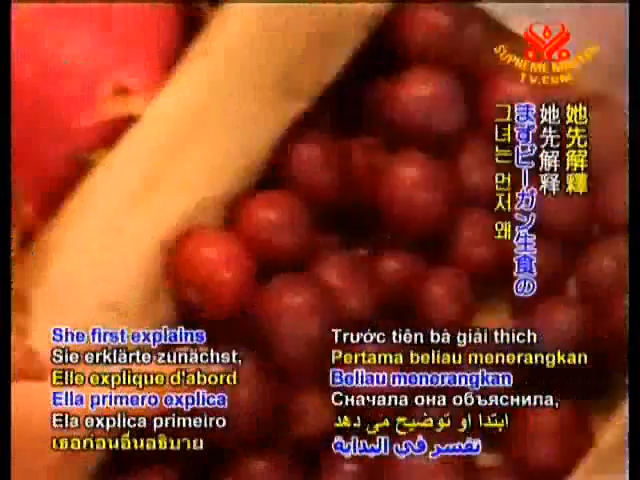 SUPREME MASTER
TV.COM
她先解釋
她先解释
まずビーガン生食の
그녀는 먼저 왜
She first explains
Sie erklärte zunächst,
Elle explique d'abord
Ella primero explica
Ela explica primeiro
เธอก่อนอื่นอธิบาย
Trước tiên bà giải thích
Pertama beliau menerangkan
Beliau menerangkan
Сначала она объяснила,
ابتدا او توضیح می دهد
تفسر في البداية